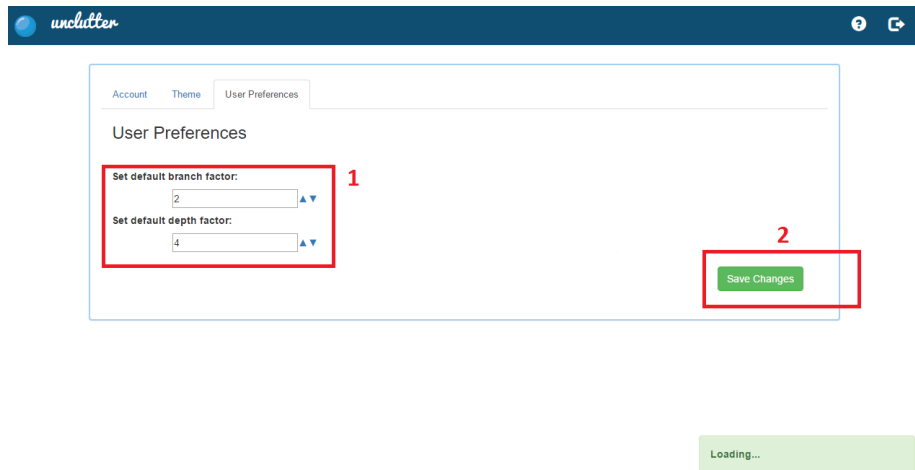 unclutter
Account Theme User Preferences
User Preferences
Set default branch factor:
1
2
Set default depth factor:
4
2
Save Changes
Loading...